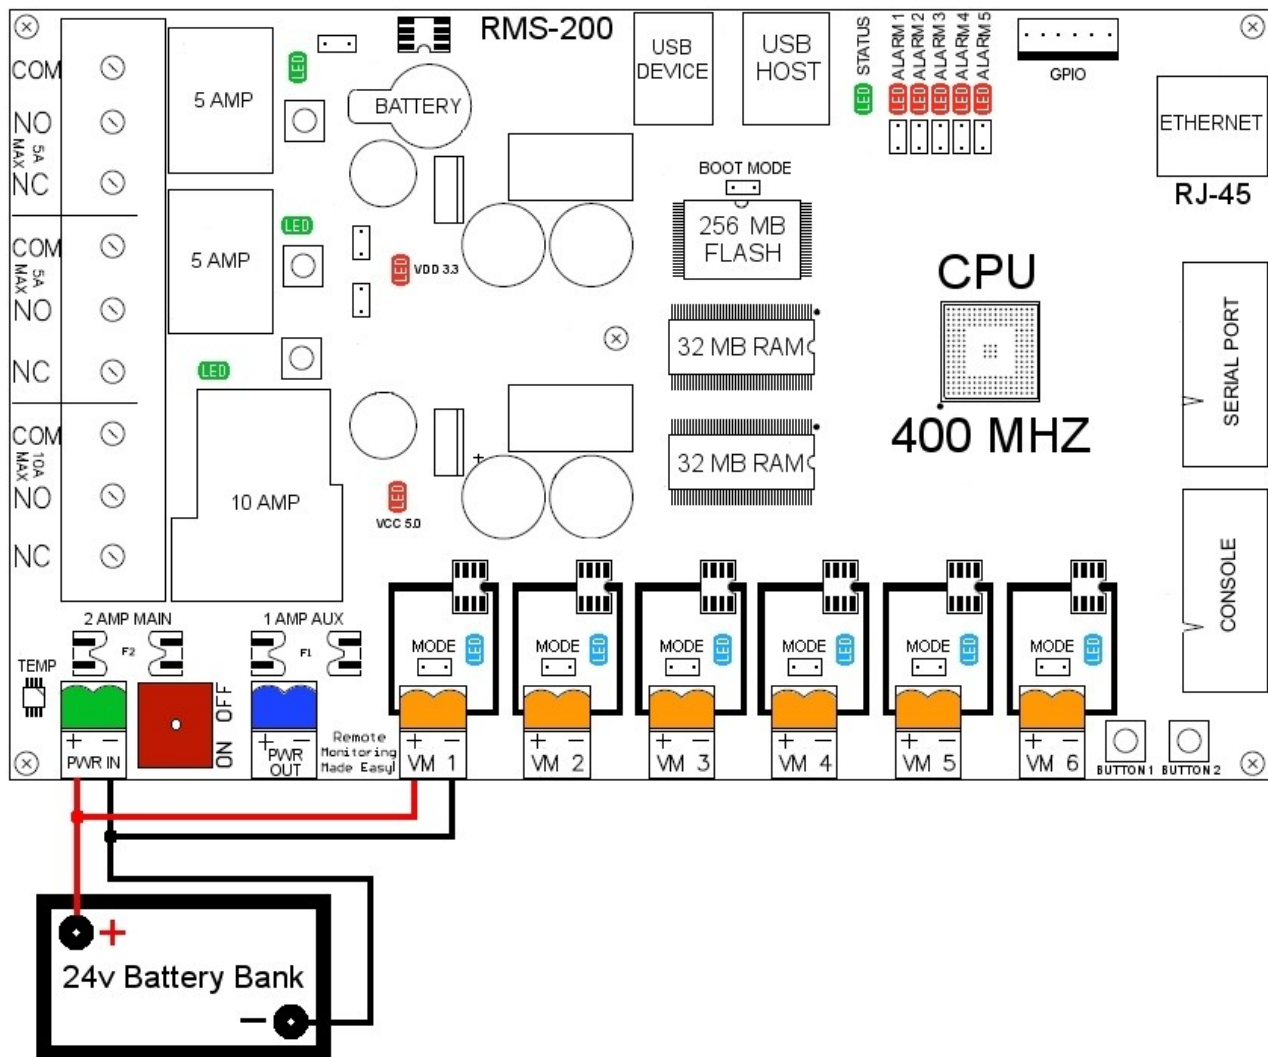 RMS-200
USB
DEVICE
USB
HOST
LED
STATUS
LED
ALARM 1
LED
ALARM 2
LED
ALARM 3
LED
ALARM 4
LED
ALARM 5
GPIO
ETHERNET
RJ-45
COM
NO
NC
5A
MAX
5 AMP
LED
BATTERY
COM
NO
NC
5A
MAX
5 AMP
LED
LED
VDD 3.3
BOOT MODE
256 MB
FLASH
32 MB RAM
32 MB RAM
CPU
400 MHZ
SERIAL PORT
CONSOLE
LED
COM
NO
NC
10A
MAX
10 AMP
+
LED
VCC 5.0
2 AMP MAIN
F2
1 AMP AUX
F1
TEMP
+ −
PWR IN
ON OFF
+ −
PWR
OUT
Remote
Monitoring
Made Easy!
MODE
LED
+ −
VM 1
MODE
LED
+ −
VM 2
MODE
LED
+ −
VM 3
MODE
LED
+ −
VM 4
MODE
LED
+ −
VM 5
MODE
LED
+ −
VM 6
BUTTON 1
BUTTON 2
+
24v Battery Bank
−